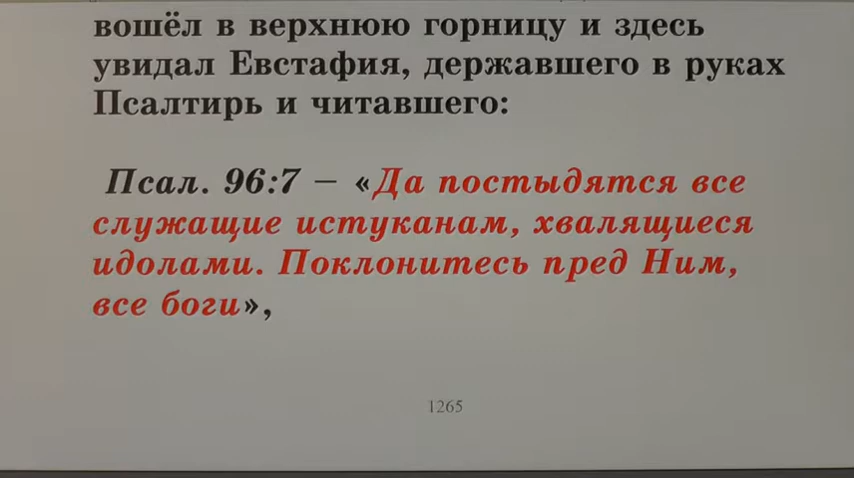 вошёл в верхнюю горницу и здесь
увидал Евстафия, державшего в руках
Псалтирь и читавшего:
Псал. 96:7 – «Да постыдятся все
служащие истуканам, хвалящиеся
идолами. Поклонитесь пред Ним,
все боги»,
1265